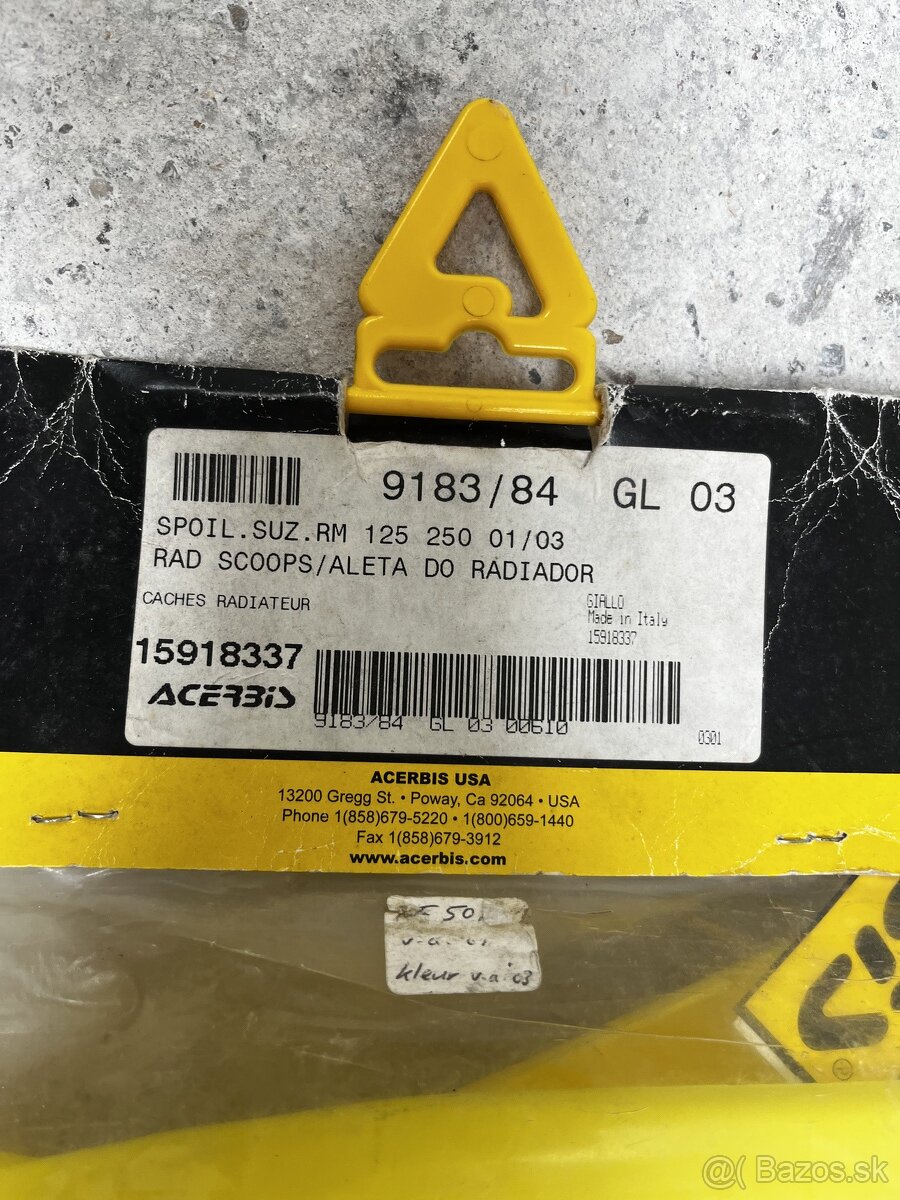 9183/84 GL 03
SPOIL.SUZ.RM 125 250 01/03
RAD SCOOPS/ALETA DO RADIADOR
CACHES RADIATEUR
GIALLO
Made in Italy
15918337
15918337
ACERBIS
9183/84 GL 03 00610
0301
ACERBIS USA
13200 Gregg St. • Poway, Ca 92064 • USA
Phone 1(858)679-5220 • 1(800)659-1440
Fax 1(858)679-3912
www.acerbis.com
50
v.a. 01
kleur v.a. 03
@( Bazos.sk